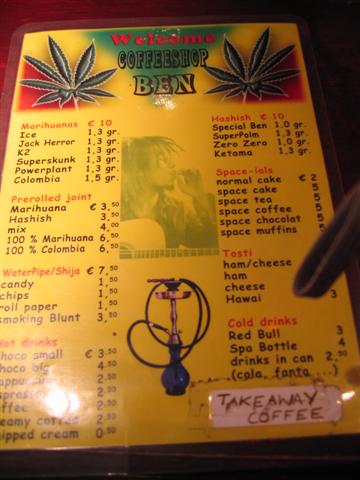 Welcome
COFFEESHOP
BEN
Marihuanas € 10
Ice 1,3 gr.
Jack Herror 1,3 gr.
K2 1,3 gr.
Superskunk 1,3 gr.
Powerplant 1,3 gr.
Colombia 1,5 gr.
Prerolled joint
Marihuana € 3,50
Hashish 3,50
mix 4,00
100 % Marihuana 6,50
100 % Colombia 6,50
WaterPipe/Shija € 7,50
candy 1,
chips 1,
roll paper 1,
smoking Blunt 3,
Hot drinks
choco small € 3,50
choco big 4,50
cappuccino 2,50
espresso 2,50
coffee 2,50
creamy coffee 2,50
whipped cream 0,50
Hashish € 10
Special Ben 1,0 gr.
SuperPolm 1,3 gr.
Zero Zero 1,0 gr.
Ketama 1,3 gr.
Space-ials
normal cake € 2
space cake 5
space tea 5
space coffee 5
space chocolat 5
space muffins 5
Tosti
ham/cheese
ham
cheese
Hawai 3
Cold drinks
Red Bull 3
Spa Bottle 4
drinks in can 2,50
(cola, fanta ...)
TAKEAWAY
COFFEE